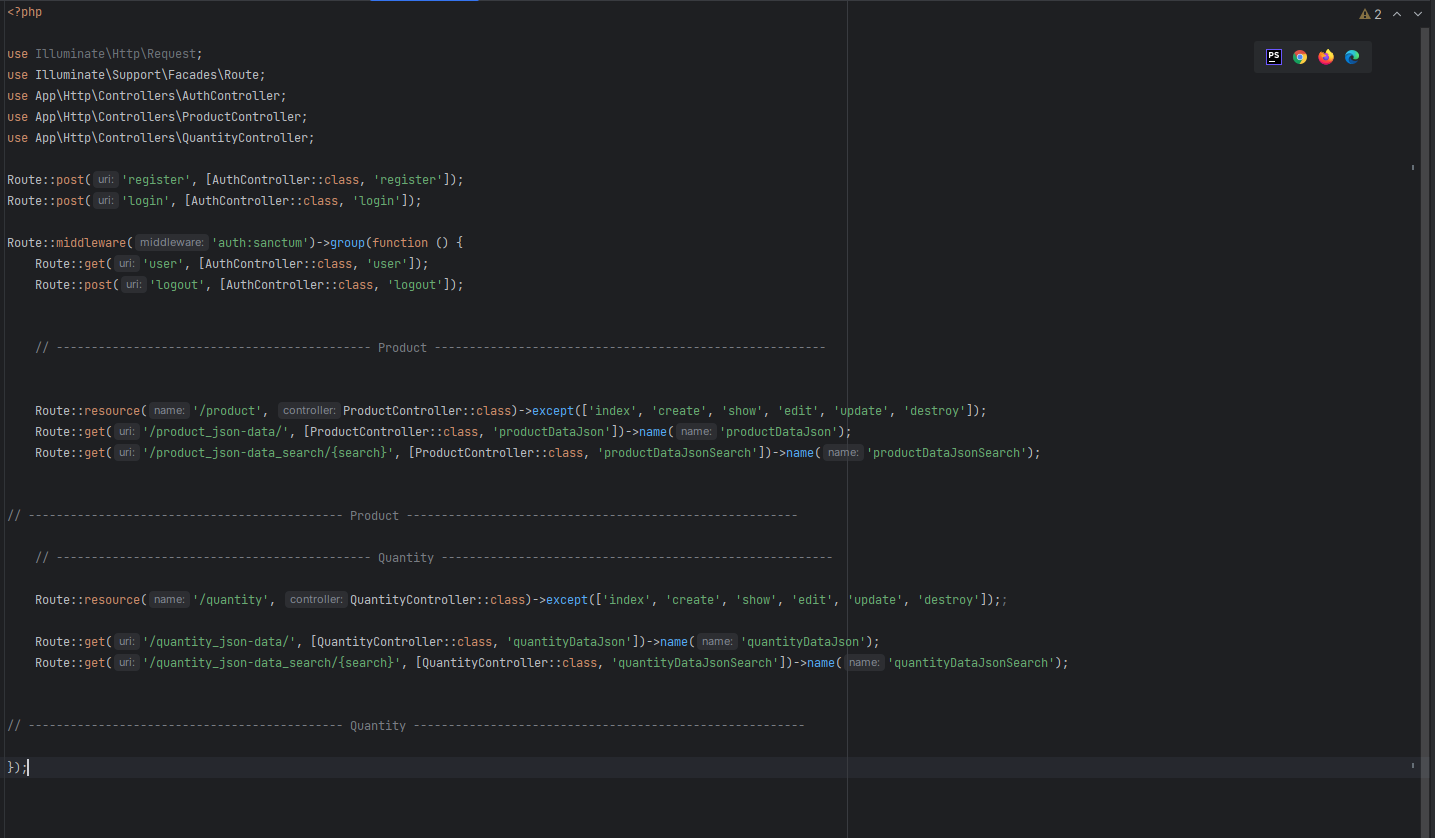 <?php
2
use Illuminate\Http\Request;
PS
use Illuminate\Support\Facades\Route;
use App\Http\Controllers\AuthController;
use App\Http\Controllers\ProductController;
use App\Http\Controllers\QuantityController;
Route::post( uri: 'register', [AuthController::class, 'register']);
Route::post( uri: 'login', [AuthController::class, 'login']);
Route::middleware( middleware: 'auth:sanctum')->group(function () {
Route::get( uri: 'user', [AuthController::class, 'user']);
Route::post( uri: 'logout', [AuthController::class, 'logout']);
// --------------------------------------------- Product --------------------------------------------------------
Route::resource( name: '/product', controller: ProductController::class)->except(['index', 'create', 'show', 'edit', 'update', 'destroy']);
Route::get( uri: '/product_json-data/', [ProductController::class, 'productDataJson'])->name( name: 'productDataJson');
Route::get( uri: '/product_json-data_search/{search}', [ProductController::class, 'productDataJsonSearch'])->name( name: 'productDataJsonSearch');
// --------------------------------------------- Product --------------------------------------------------------
// --------------------------------------------- Quantity --------------------------------------------------------
Route::resource( name: '/quantity', controller: QuantityController::class)->except(['index', 'create', 'show', 'edit', 'update', 'destroy']);;
Route::get( uri: '/quantity_json-data/', [QuantityController::class, 'quantityDataJson'])->name( name: 'quantityDataJson');
Route::get( uri: '/quantity_json-data_search/{search}', [QuantityController::class, 'quantityDataJsonSearch'])->name( name: 'quantityDataJsonSearch');
// --------------------------------------------- Quantity --------------------------------------------------------
});